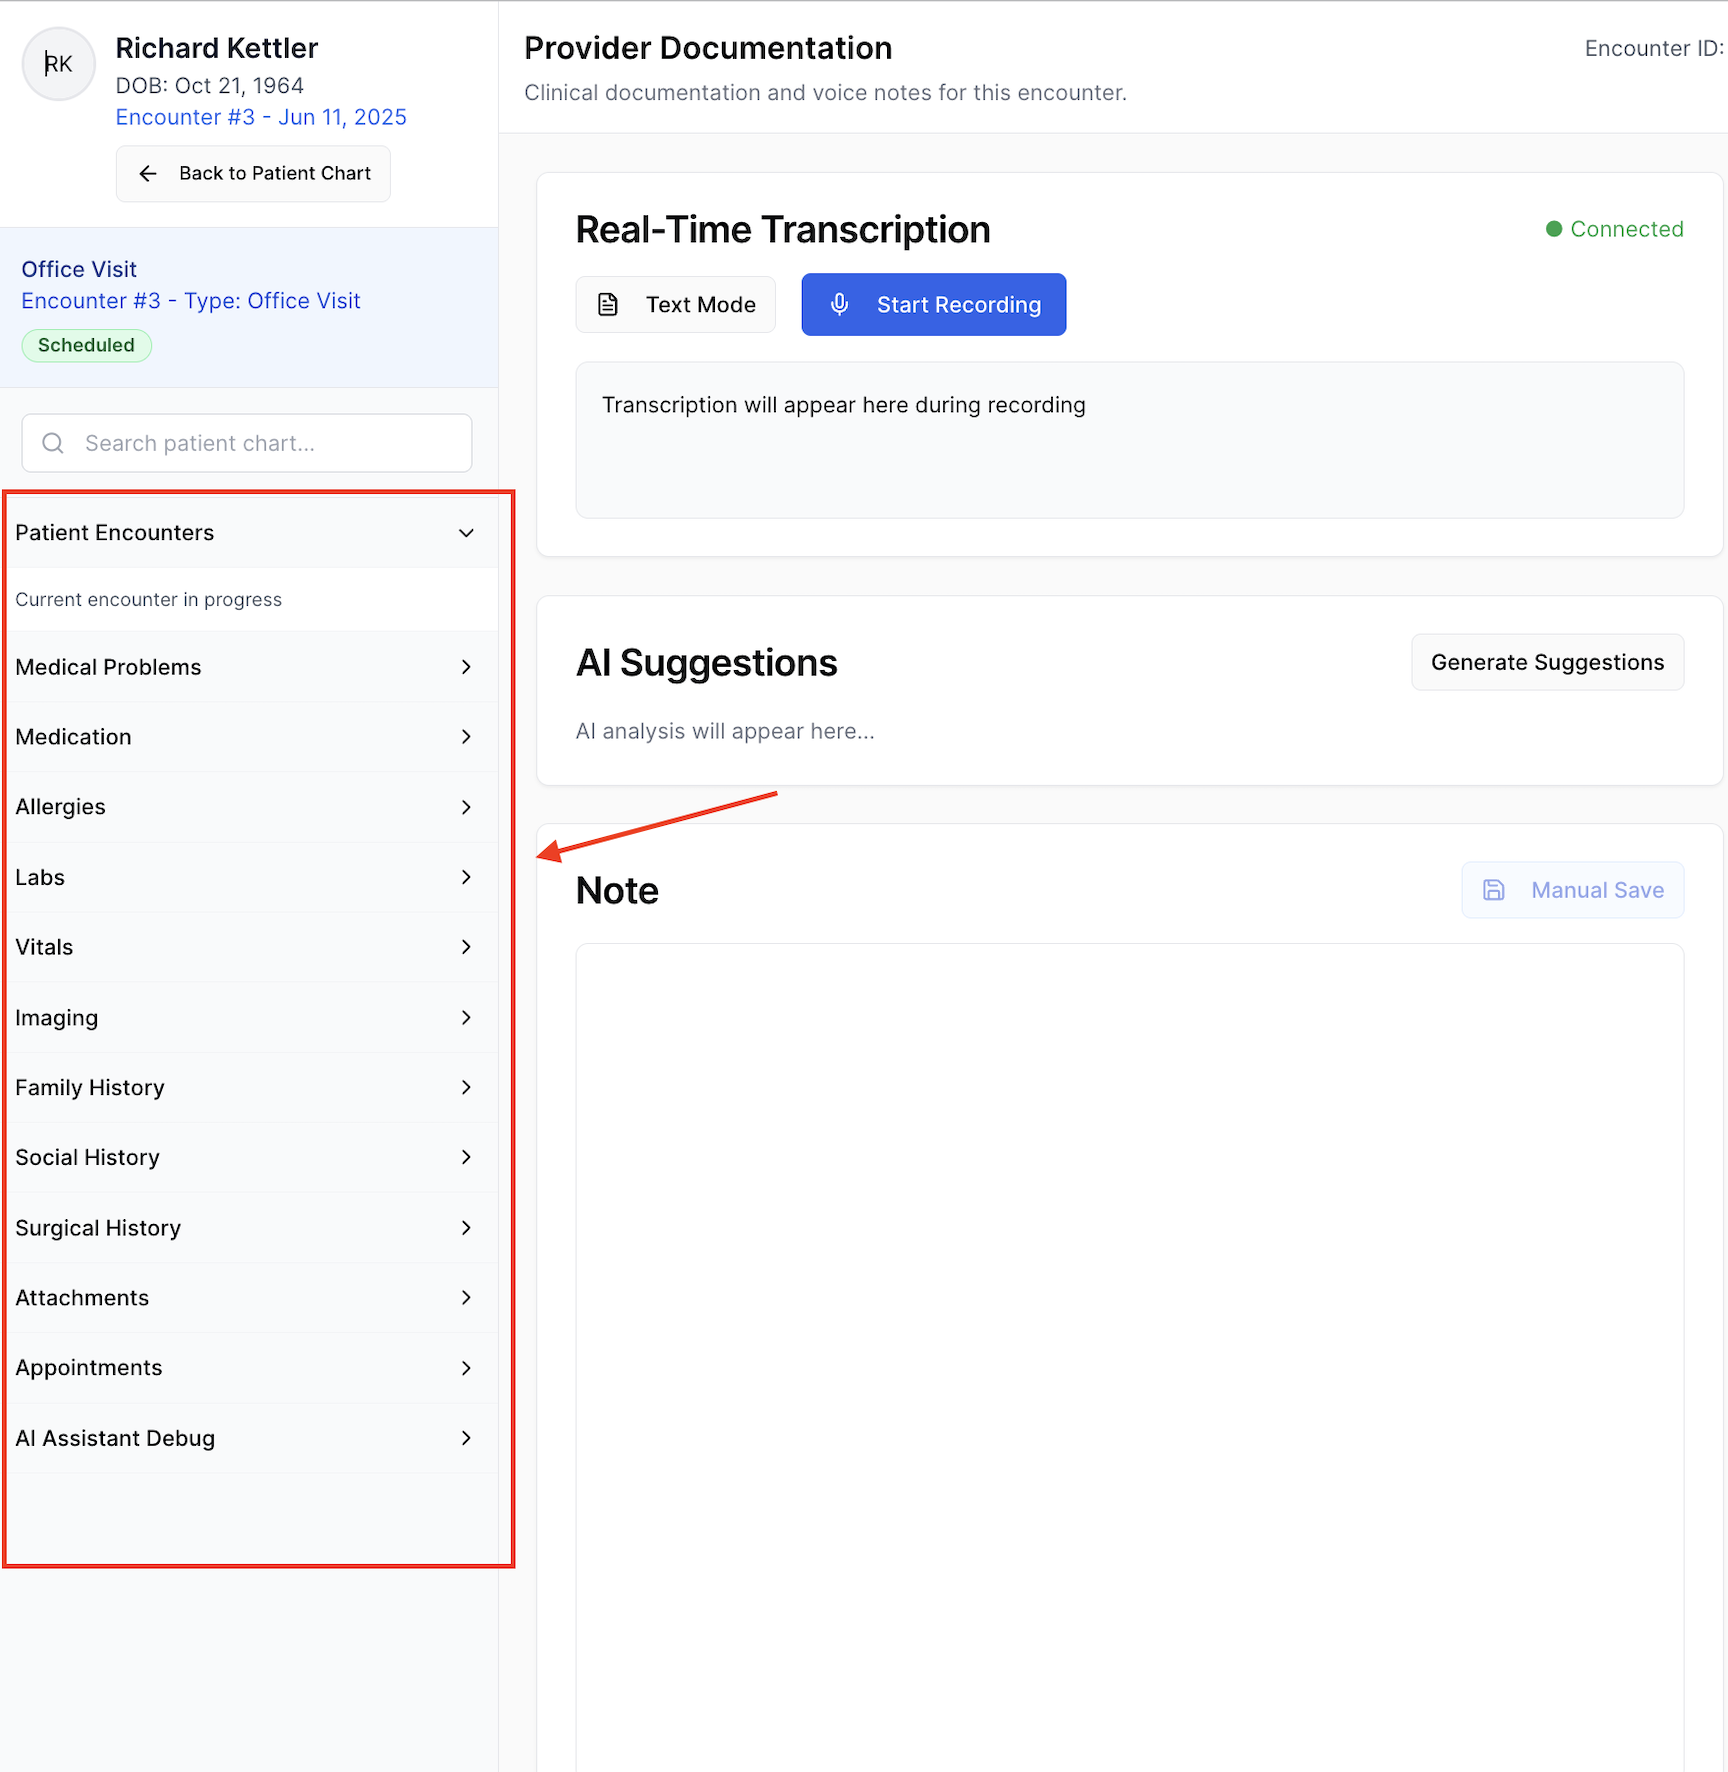 RK
Richard Kettler
DOB: Oct 21, 1964
Encounter #3 - Jun 11, 2025
Back to Patient Chart
Office Visit
Encounter #3 - Type: Office Visit
Scheduled
Search patient chart...
Patient Encounters
Current encounter in progress
Medical Problems
Medication
Allergies
Labs
Vitals
Imaging
Family History
Social History
Surgical History
Attachments
Appointments
AI Assistant Debug
Provider Documentation
Encounter ID:
Clinical documentation and voice notes for this encounter.
Real-Time Transcription
Connected
Text Mode
Start Recording
Transcription will appear here during recording
AI Suggestions
Generate Suggestions
AI analysis will appear here...
Note
Manual Save